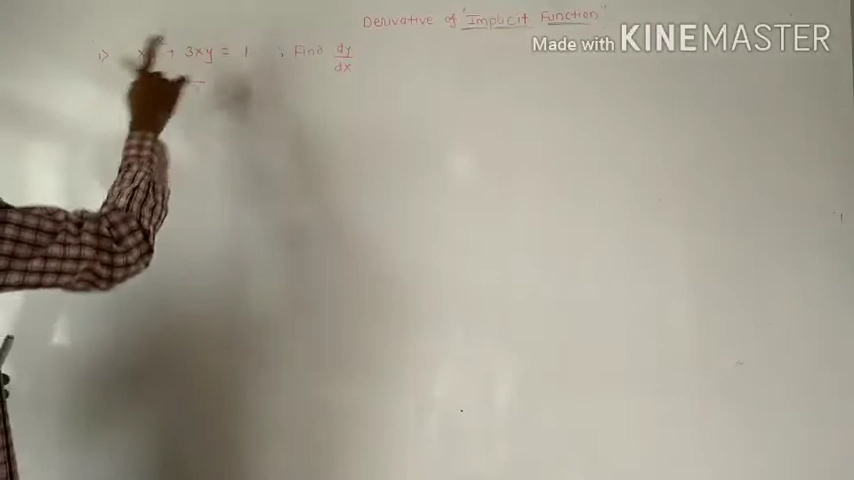 Derivative of "Implicit Function"
Made with KINEMASTER
1> x + 3xy = 1 ; Find dy/dx